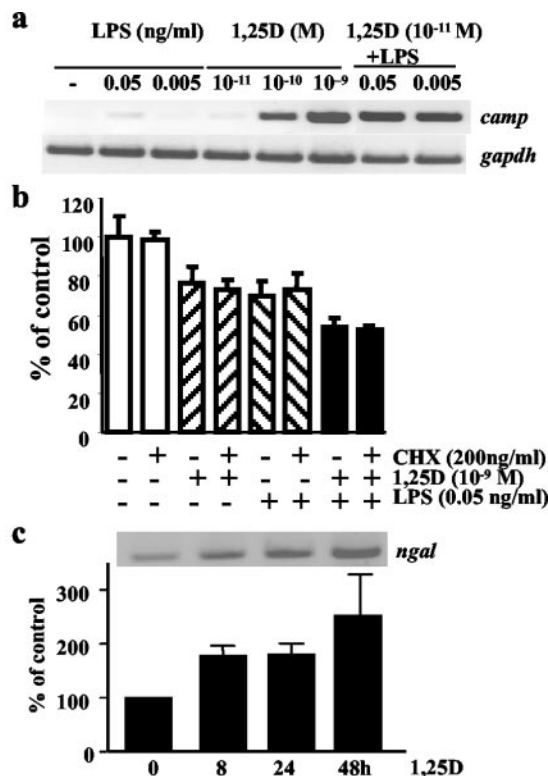 a
LPS (ng/ml) 1,25D (M) 1,25D (10⁻¹¹ M)
+LPS
- 0.05 0.005 10⁻¹¹ 10⁻¹⁰ 10⁻⁹ 0.05 0.005
camp
gapdh
b
% of control
120
100
80
60
40
20
0
- + - + - + - + CHX (200ng/ml)
- - + + - - + + 1,25D (10⁻⁹ M)
- - - - + + + + LPS (0.05 ng/ml)
c
ngal
% of control
300
200
100
0
0 8 24 48h 1,25D